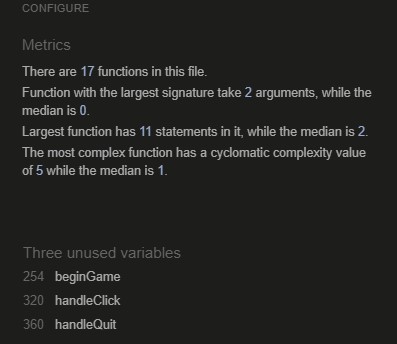 CONFIGURE
Metrics
There are 17 functions in this file.
Function with the largest signature take 2 arguments, while the
median is 0.
Largest function has 11 statements in it, while the median is 2.
The most complex function has a cyclomatic complexity value
of 5 while the median is 1.
Three unused variables
254 beginGame
320 handleClick
360 handleQuit